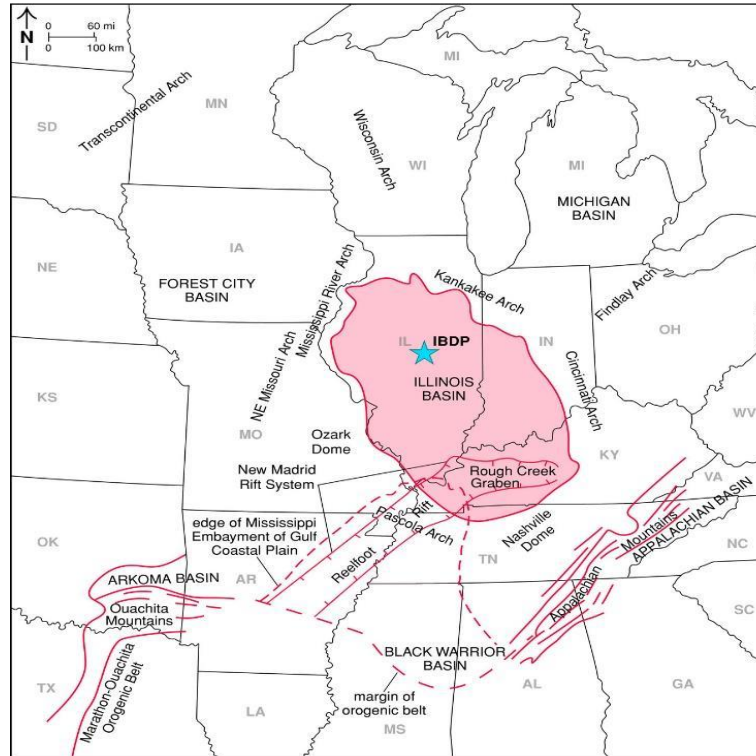 N
0 60 mi
0 100 km
MI
MN
SD
Transcontinental Arch
Wisconsin Arch
WI
MI
MICHIGAN
BASIN
IA
NE
FOREST CITY
BASIN
Mississippi River Arch
Kankakee Arch
Findlay Arch
OH
IL
IBDP
IN
NE Missouri Arch
ILLINOIS
BASIN
Cincinnati Arch
KS
MO
Ozark
Dome
WV
KY
VA
New Madrid
Rift System
Rough Creek
Graben
edge of Mississippi
Embayment of Gulf
Coastal Plain
Rift
Pascola Arch
Nashville
Dome
Mountains
APPALACHIAN BASIN
OK
TN
NC
ARKOMA BASIN
AR
Reelfoot
Appalachian
Ouachita
Mountains
SC
BLACK WARRIOR
BASIN
Marathon-Ouachita
Orogenic Belt
TX
margin of
orogenic belt
AL
GA
LA
MS